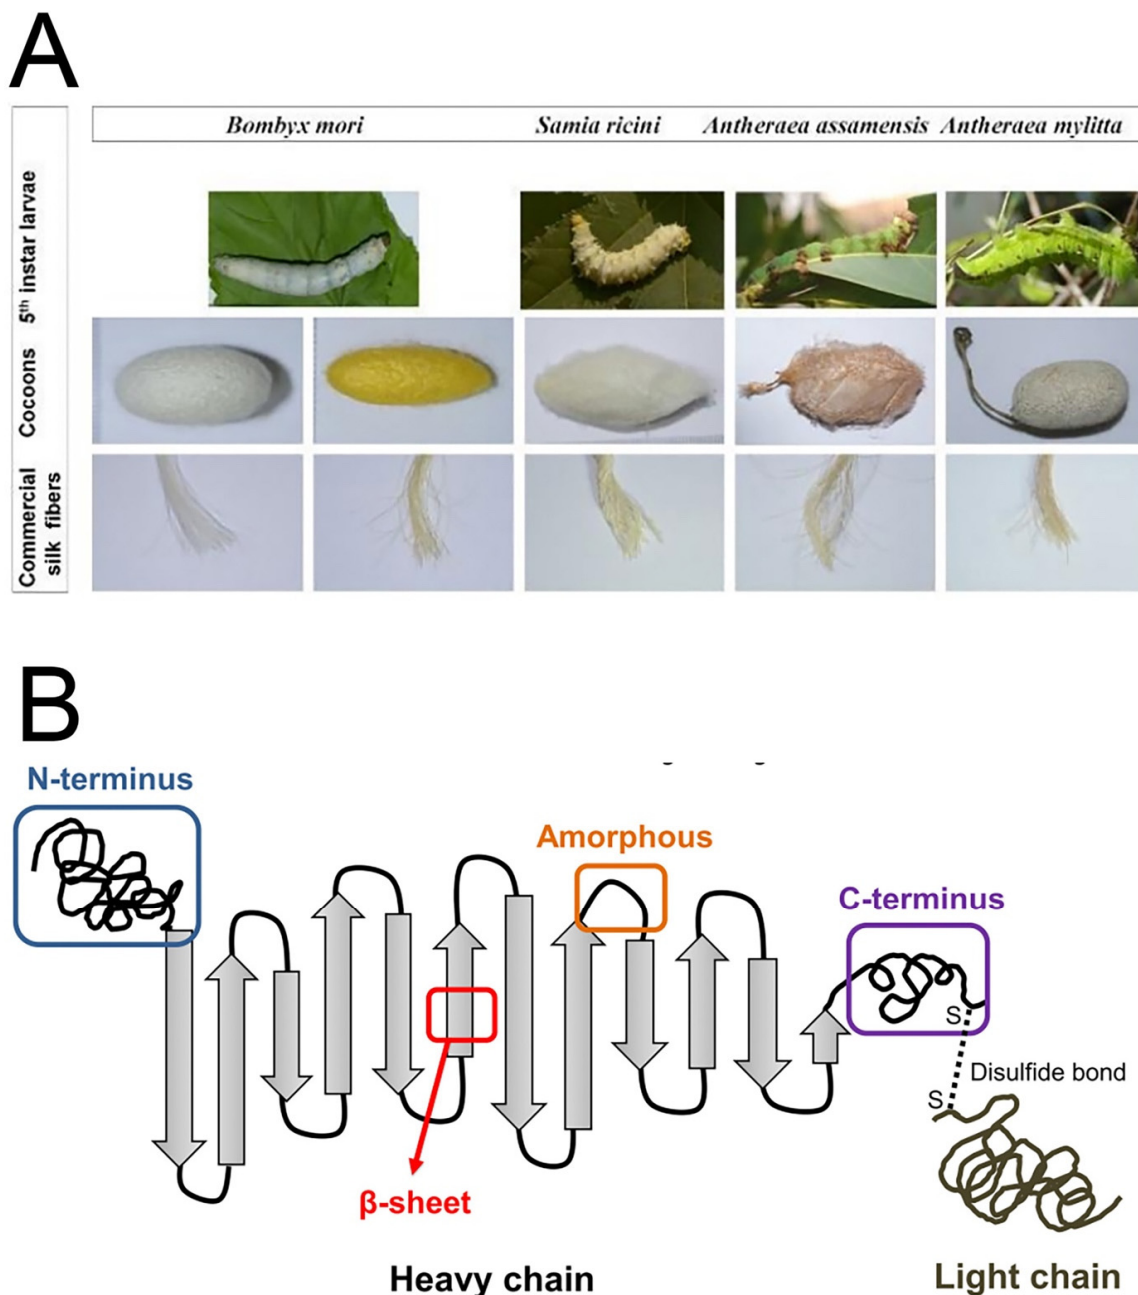 A
Bombyx mori Samia ricini Antheraea assamensis Antheraea mylitta
5th instar larvae
Cocoons
Commercial
silk fibers
B
N-terminus
Amorphous
C-terminus
S
Disulfide bond
S
β-sheet
Heavy chain
Light chain